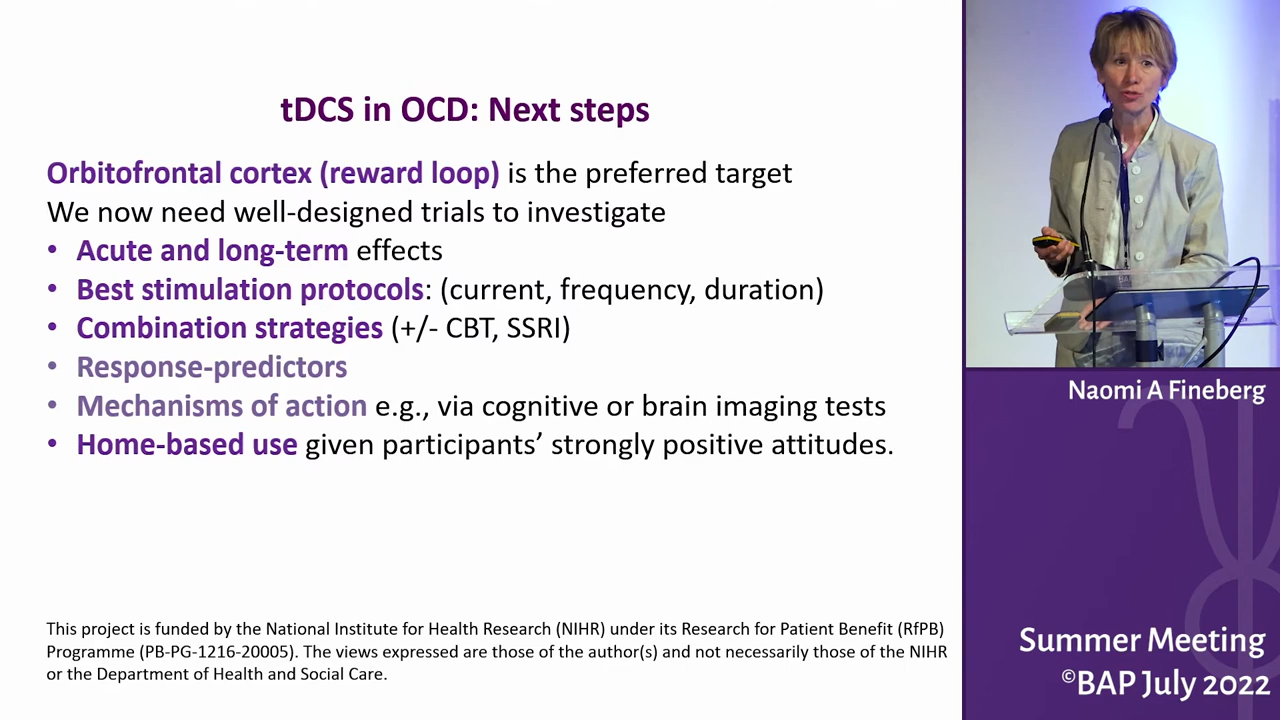 tDCS in OCD: Next steps
Orbitofrontal cortex (reward loop) is the preferred target
We now need well-designed trials to investigate
• Acute and long-term effects
• Best stimulation protocols: (current, frequency, duration)
• Combination strategies (+/- CBT, SSRI)
• Response-predictors
• Mechanisms of action e.g., via cognitive or brain imaging tests
• Home-based use given participants’ strongly positive attitudes.
This project is funded by the National Institute for Health Research (NIHR) under its Research for Patient Benefit (RfPB)
Programme (PB-PG-1216-20005). The views expressed are those of the author(s) and not necessarily those of the NIHR
or the Department of Health and Social Care.
Naomi A Fineberg
Summer Meeting
©BAP July 2022